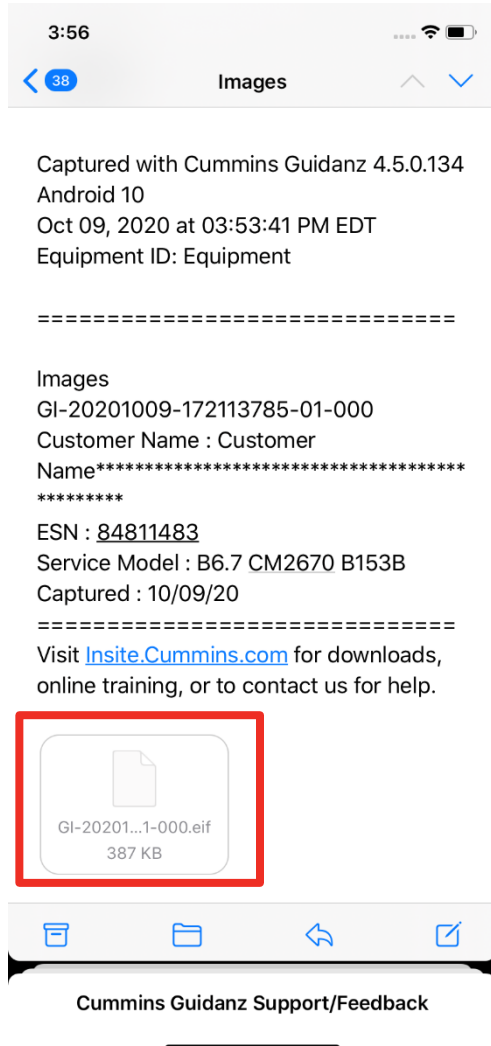 3:56
38
Images
Captured with Cummins Guidanz 4.5.0.134
Android 10
Oct 09, 2020 at 03:53:41 PM EDT
Equipment ID: Equipment
==============================
Images
GI-20201009-172113785-01-000
Customer Name : Customer
Name**************************************
*********
ESN : 84811483
Service Model : B6.7 CM2670 B153B
Captured : 10/09/20
==============================
Visit Insite.Cummins.com for downloads,
online training, or to contact us for help.
GI-20201...1-000.eif
387 KB
Cummins Guidanz Support/Feedback